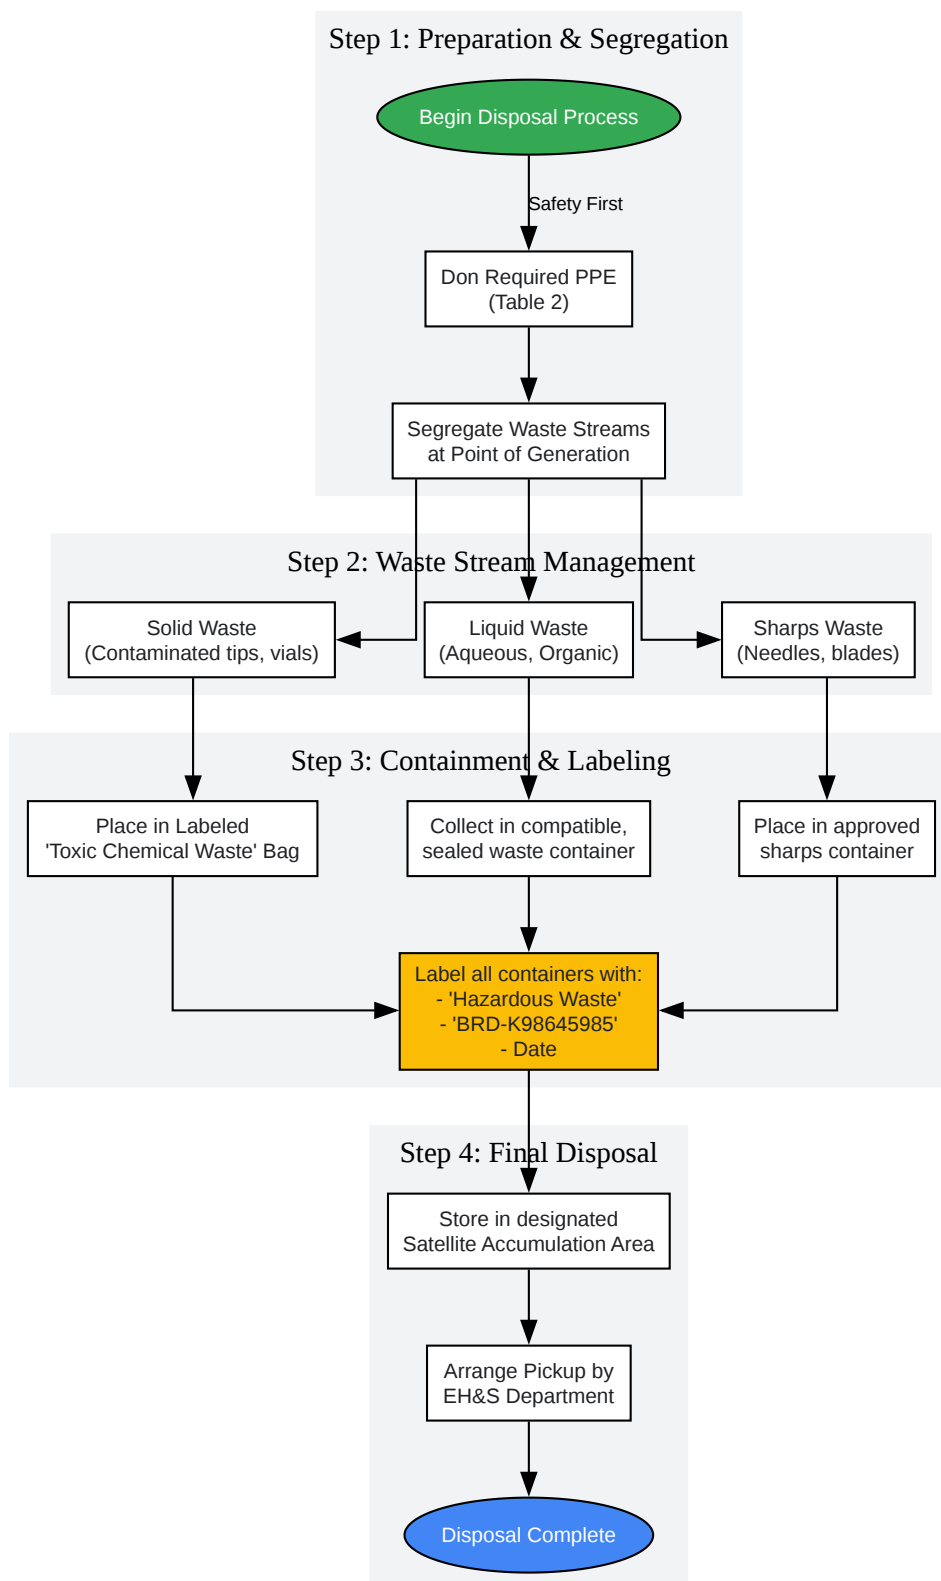 Step 1: Preparation & Segregation
Begin Disposal Process
Safety First
Don Required PPE
(Table 2)
Segregate Waste Streams
at Point of Generation
Step 2: Waste Stream Management
Solid Waste
(Contaminated tips, vials)
Liquid Waste
(Aqueous, Organic)
Sharps Waste
(Needles, blades)
Step 3: Containment & Labeling
Place in Labeled
'Toxic Chemical Waste' Bag
Collect in compatible,
sealed waste container
Place in approved
sharps container
Label all containers with:
- 'Hazardous Waste'
- 'BRD-K98645985'
- Date
Step 4: Final Disposal
Store in designated
Satellite Accumulation Area
Arrange Pickup by
EH&S Department
Disposal Complete